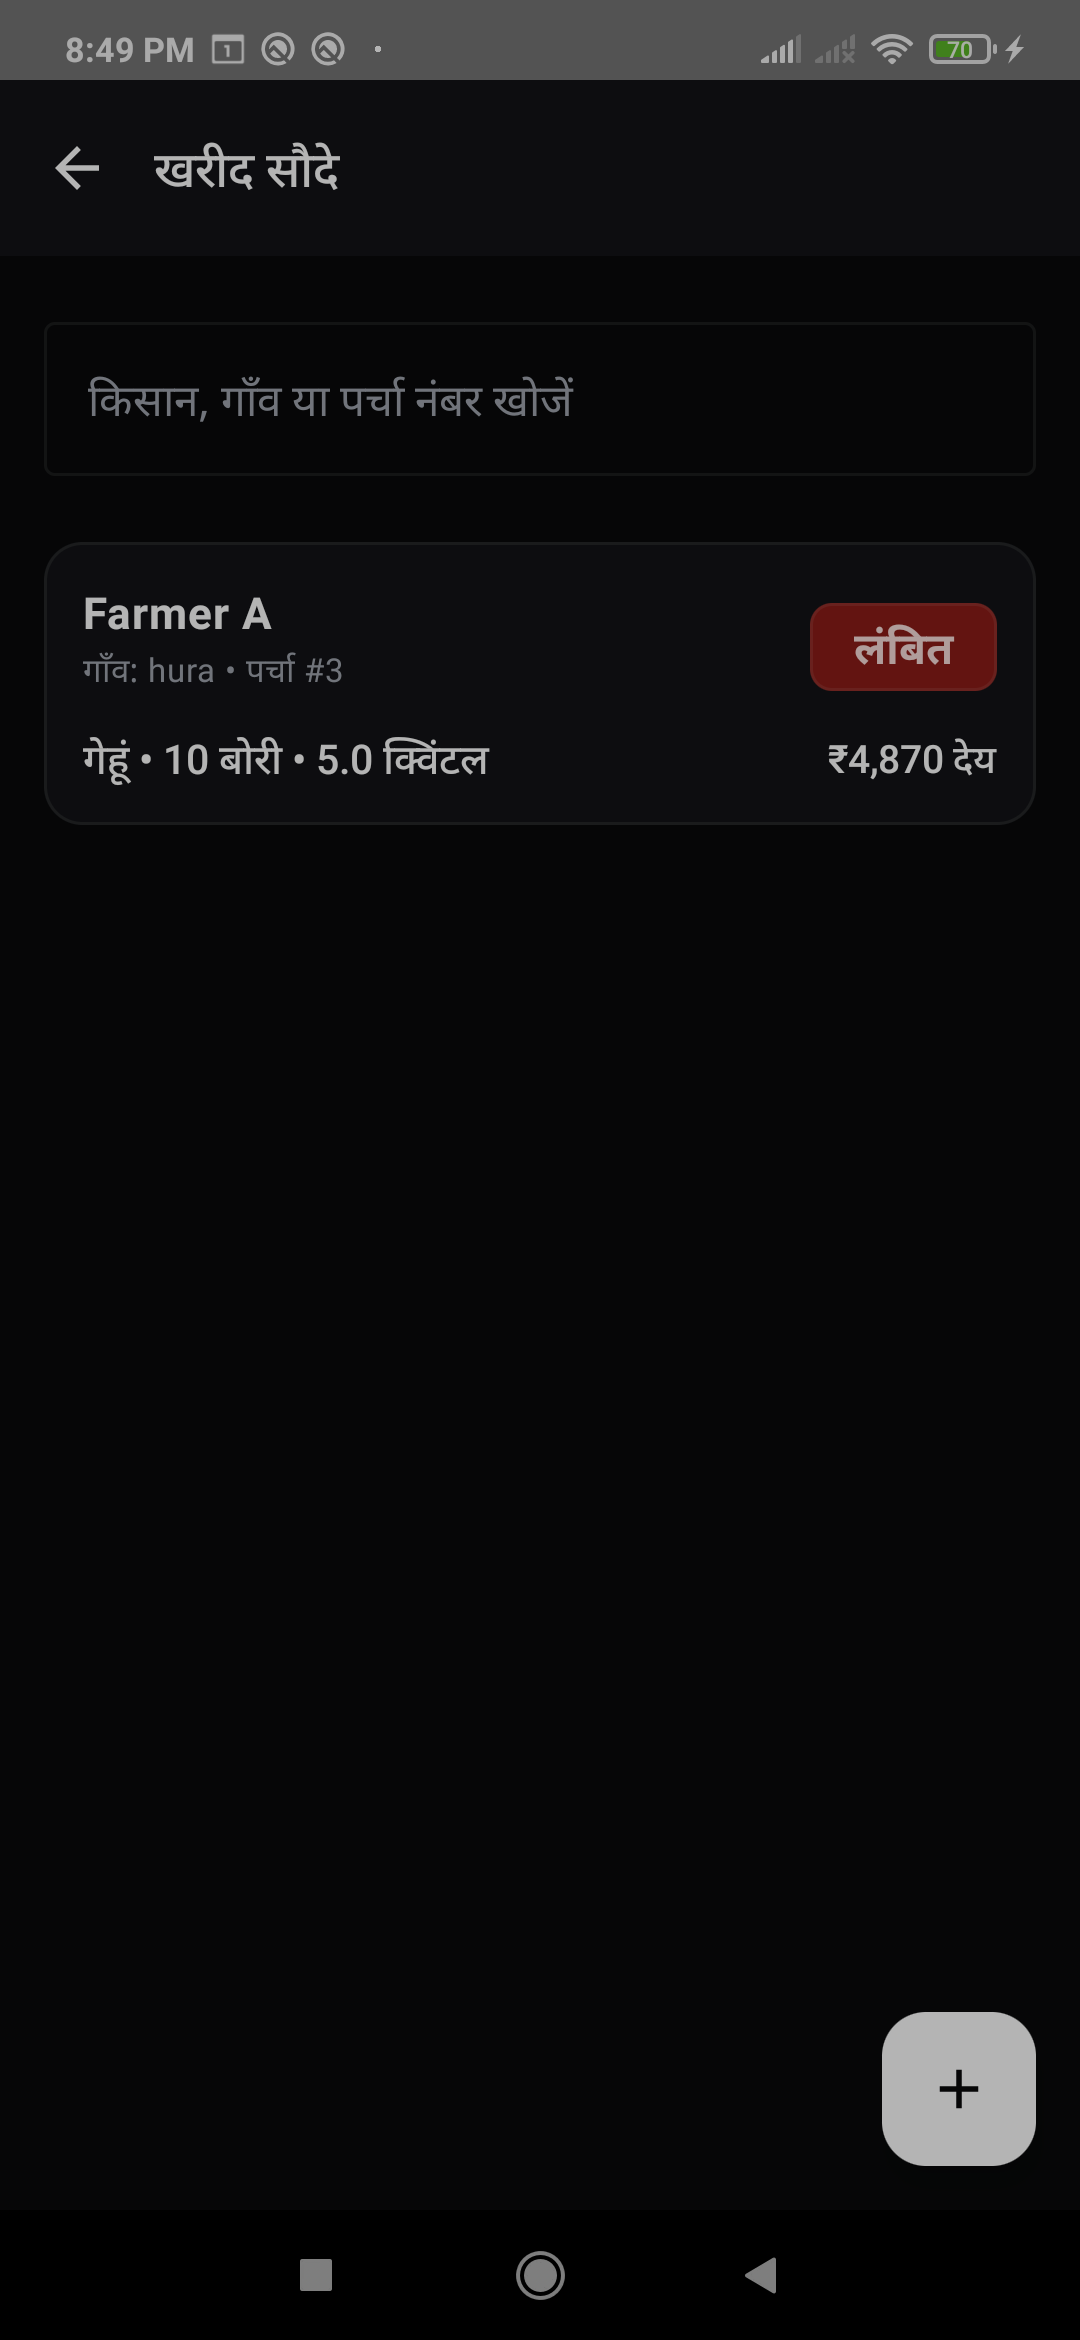 8:49 PM
70
खरीद सौदे
किसान, गाँव या पर्चा नंबर खोजें
Farmer A
गाँव: hura • पर्चा #3
लंबित
गेहूं • 10 बोरी • 5.0 क्विंटल
₹4,870 देय